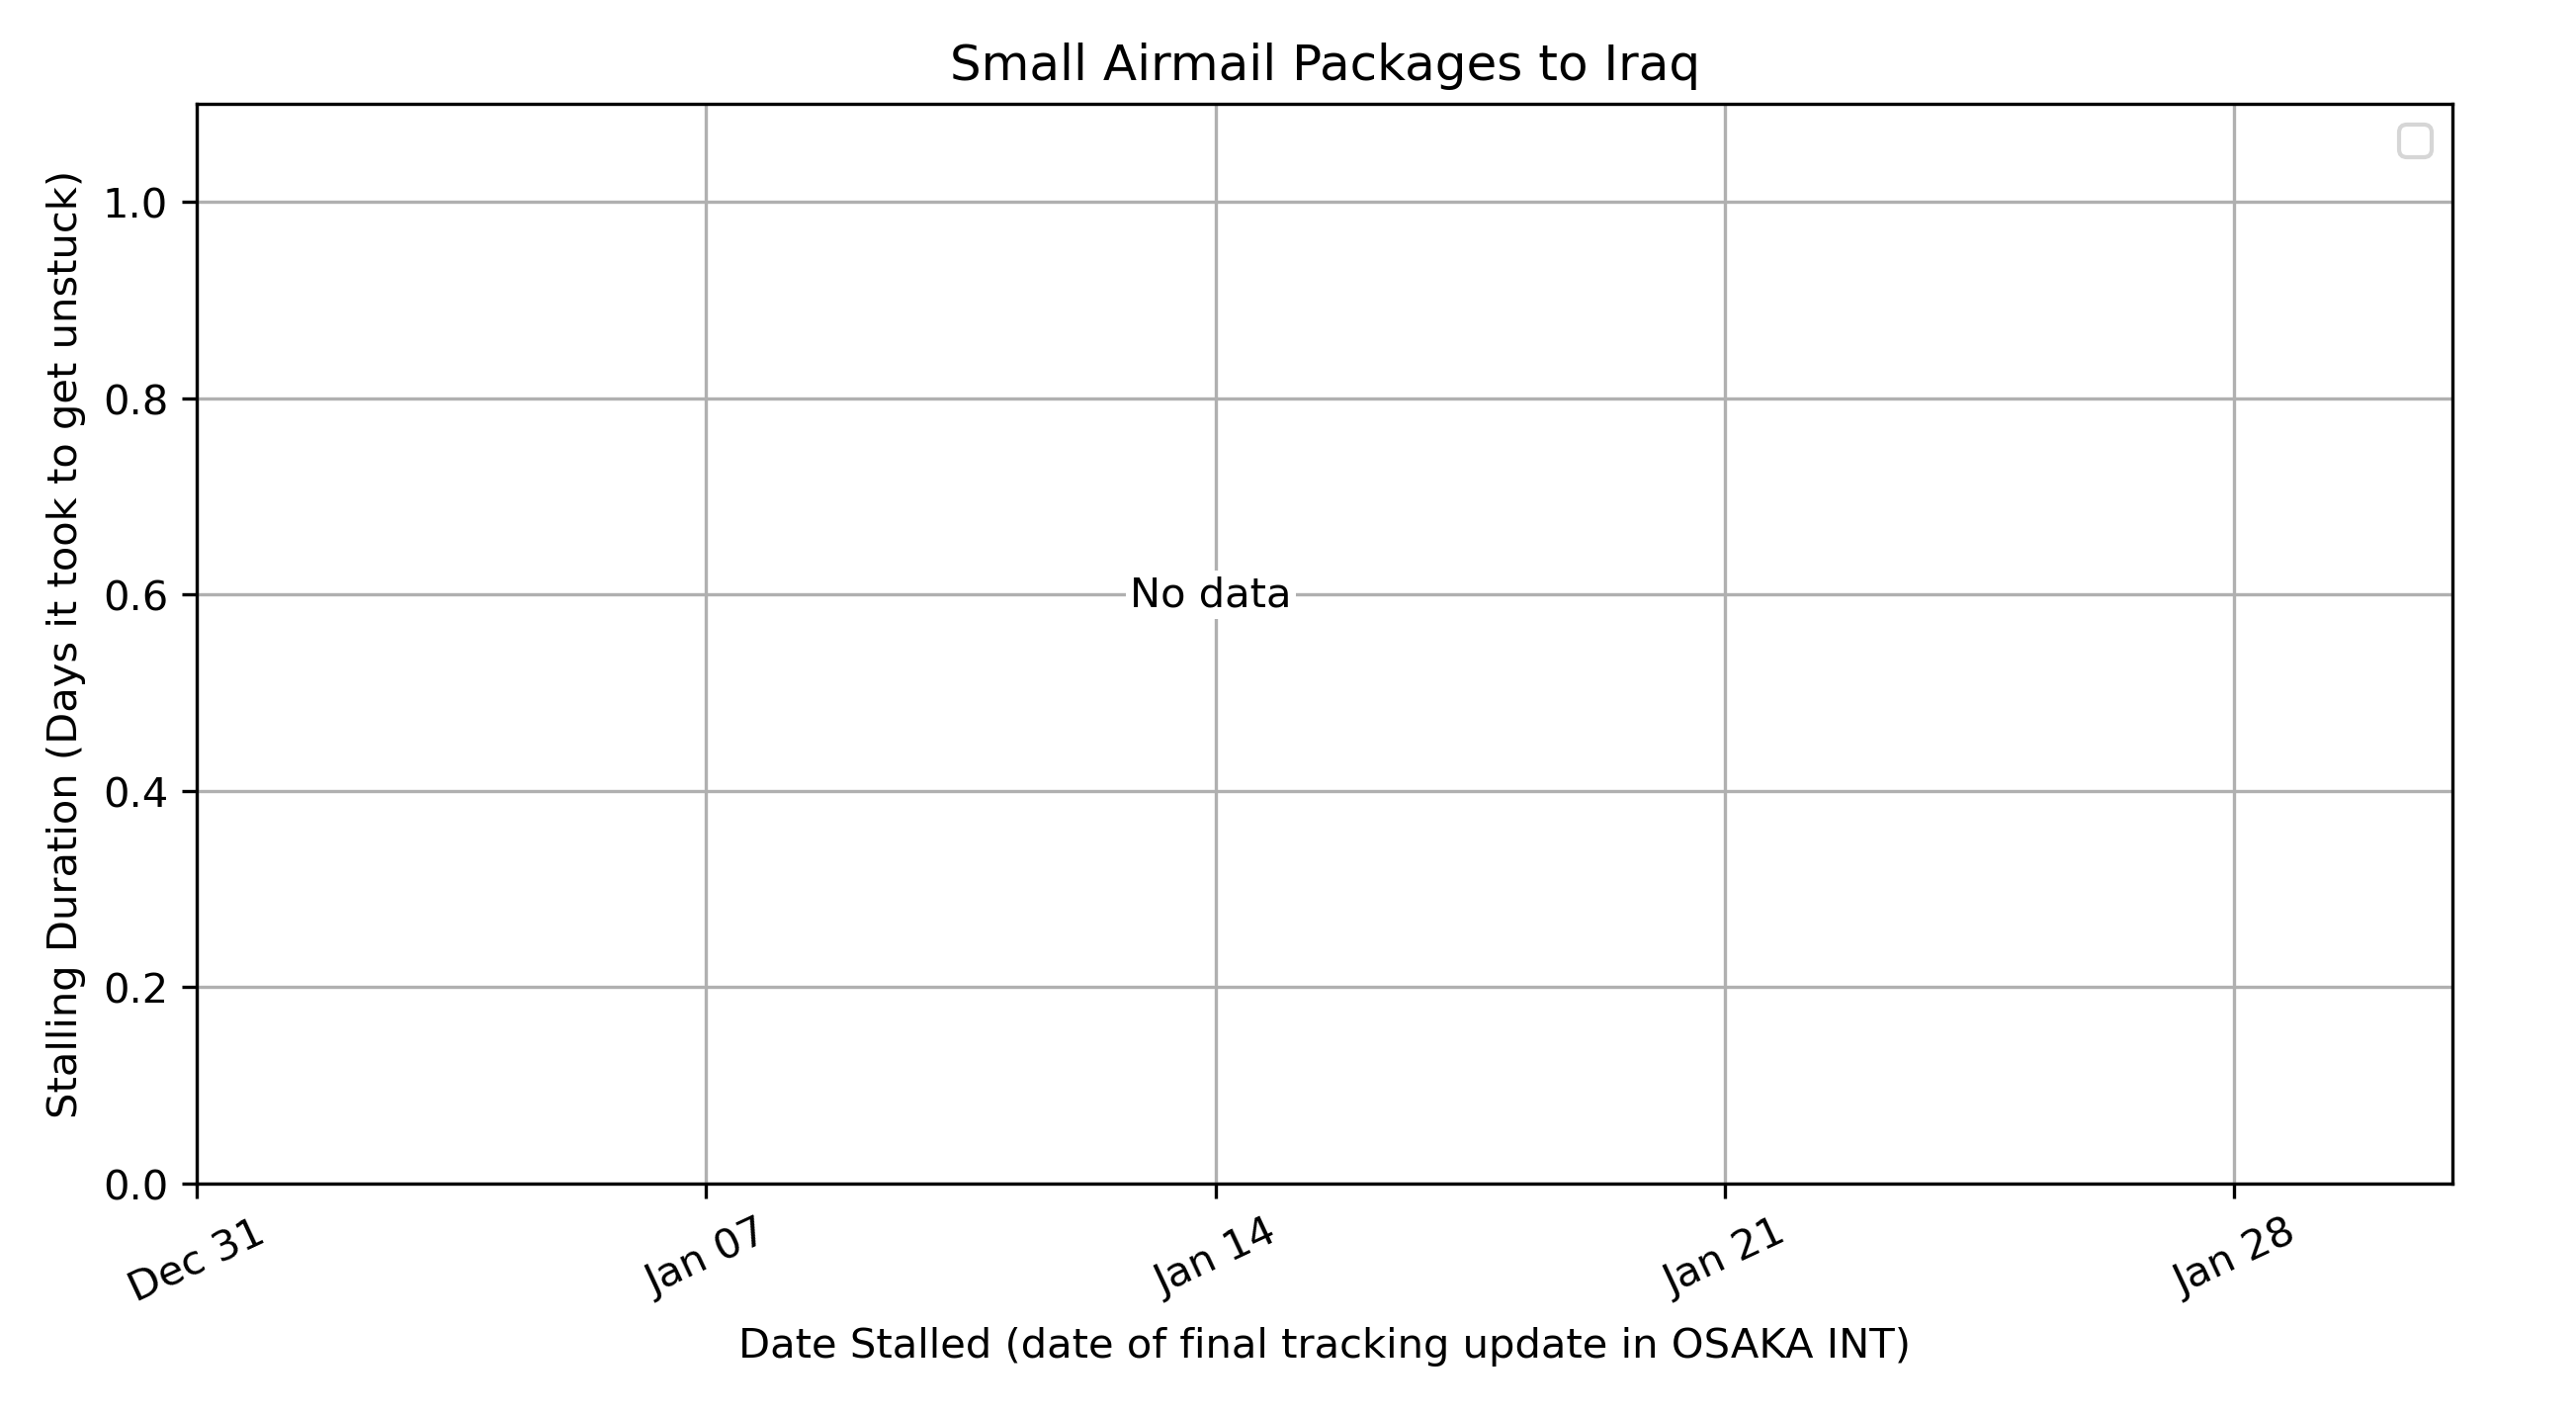 Small Airmail Packages to Iraq
Stalling Duration (Days it took to get unstuck)
1.0
0.8
0.6
0.4
0.2
0.0
No data
Dec 31
Jan 07
Jan 14
Jan 21
Jan 28
Date Stalled (date of final tracking update in OSAKA INT)